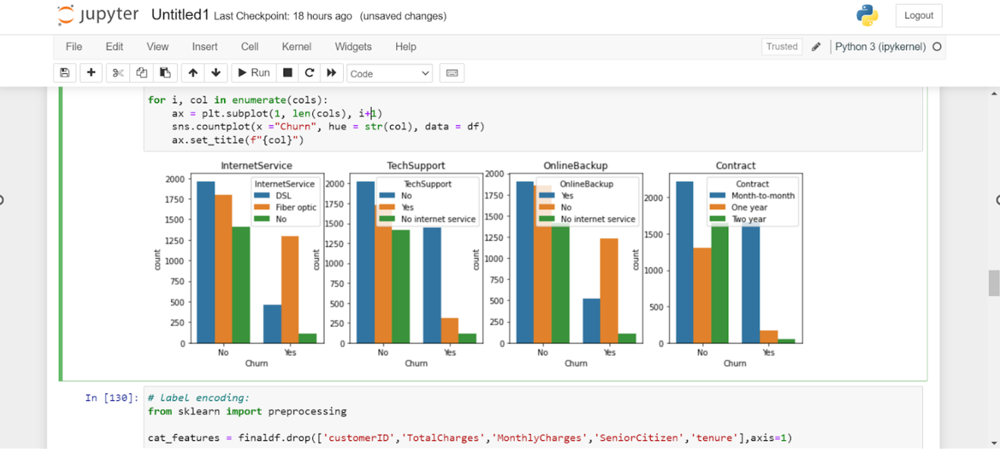 jupyter Untitled1 Last Checkpoint: 18 hours ago (unsaved changes)
Logout
File Edit View Insert Cell Kernel Widgets Help
Trusted
Python 3 (ipykernel)
Run
Code
for i, col in enumerate(cols):
    ax = plt.subplot(1, len(cols), i+1)
    sns.countplot(x ="Churn", hue = str(col), data = df)
    ax.set_title(f"{col}")
InternetService
InternetService
DSL
Fiber optic
No
2000
1750
1500
1250
1000
750
500
250
0
count
No
Yes
Churn
TechSupport
TechSupport
No
Yes
No internet service
2000
1750
1500
1250
1000
750
500
250
0
count
No
Yes
Churn
OnlineBackup
OnlineBackup
Yes
No
No internet service
2000
1750
1500
1250
1000
750
500
250
0
count
No
Yes
Churn
Contract
Contract
Month-to-month
One year
Two year
2000
1500
1000
500
0
count
No
Yes
Churn
In [130]:
# label encoding:
from sklearn import preprocessing
cat_features = finaldf.drop(['customerID','TotalCharges','MonthlyCharges','SeniorCitizen','tenure'],axis=1)